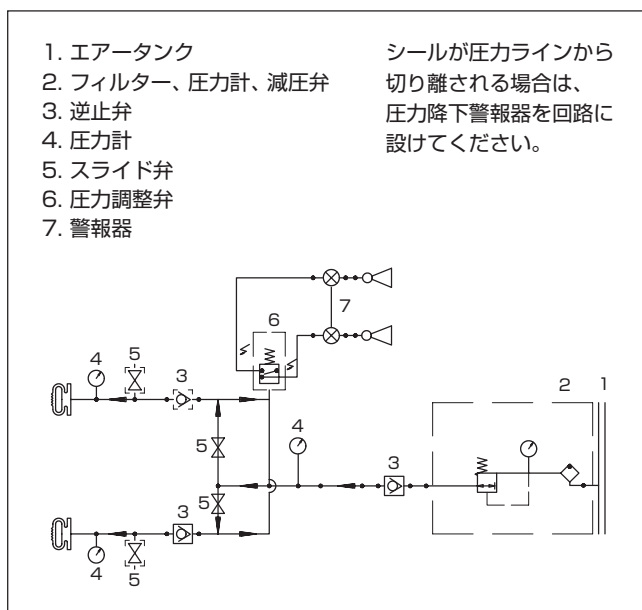 1. エアータンク
2. フィルター、圧力計、減圧弁
3. 逆止弁
4. 圧力計
5. スライド弁
6. 圧力調整弁
7. 警報器
シールが圧力ラインから
切り離される場合は、
圧力降下警報器を回路に
設けてください。
7
6
5
4
3
2
1
4
5
3
5
3
4
5
4